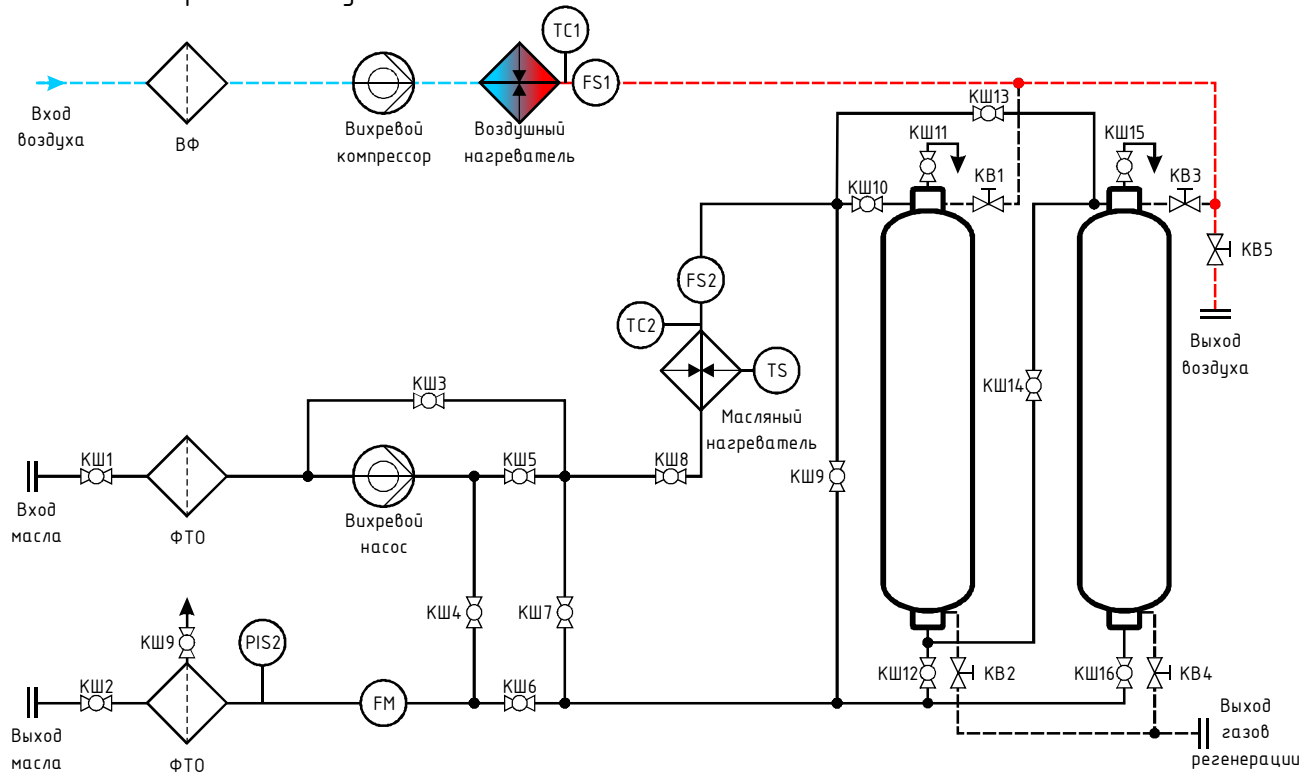 TC1
FS1
Вход
воздуха
ВФ
Вихревой
компрессор
Воздушный
нагреватель
КШ13
КШ11
КШ15
КШ10
КВ1
КВ3
КВ5
Выход
воздуха
FS2
TC2
TS
Масляный
нагреватель
КШ14
КШ3
КШ1
КШ5
КШ8
КШ9
Вход
масла
ФТО
Вихревой
насос
КШ9
PIS2
КШ4
КШ7
КШ2
FM
КШ6
КШ12
КВ2
КШ16
КВ4
Выход
масла
ФТО
Выход
газов
регенерации